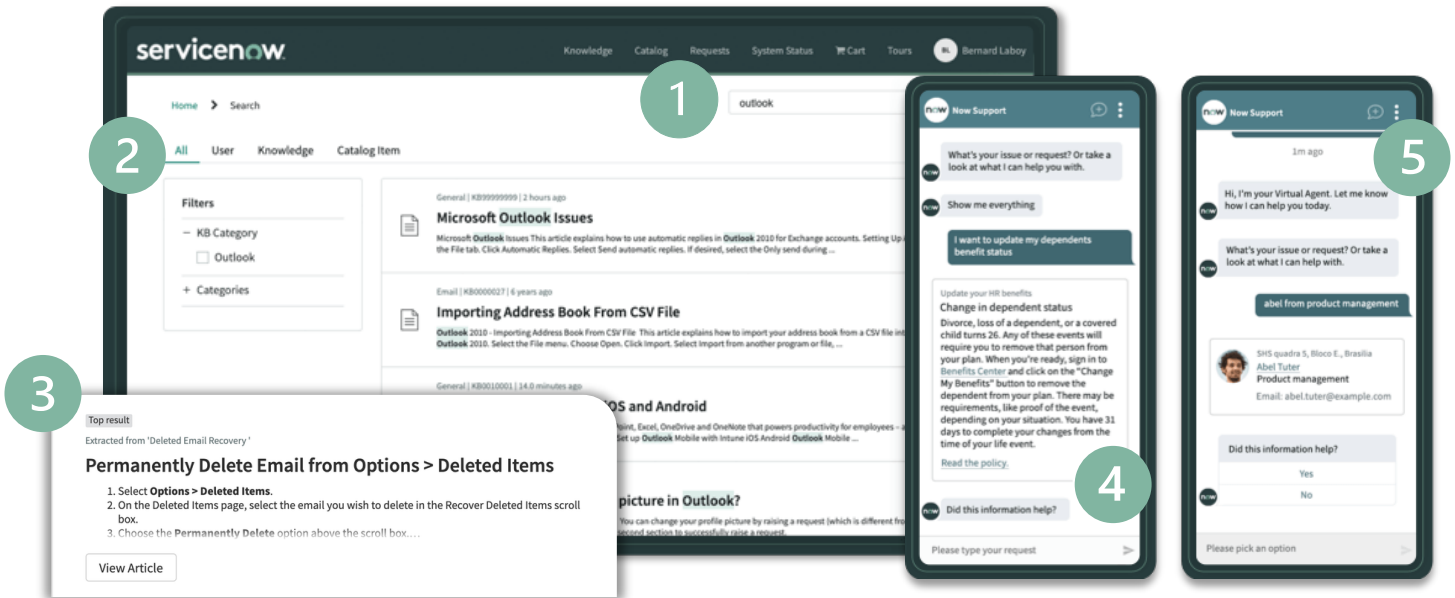 servicenow
Knowledge Catalog Requests System Status Cart Tours BL Bernard Laboy
1
Home > Search
outlook
2
All User Knowledge Catalog Item
Filters
− KB Category
Outlook
+ Categories
General | KB99999999 | 2 hours ago
Microsoft Outlook Issues
Microsoft Outlook Issues This article explains how to use automatic replies in Outlook 2010 for Exchange accounts. Setting Up
the File tab. Click Automatic Replies. Select Send automatic replies. If desired, select the Only send during ...
Email | KB0000027 | 6 years ago
Importing Address Book From CSV File
Outlook 2010 - Importing Address Book From CSV File This article explains how to import your address book from a CSV file
Outlook 2010. Select the File menu. Choose Open. Click Import. Select Import from another program or file, ...
General | KB0010001 | 14.0 minutes ago
iOS and Android
Excel, OneDrive and OneNote that powers productivity for employees –
Set up Outlook Mobile with Intune iOS Android Outlook Mobile ...
picture in Outlook?
You can change your profile picture by raising a request (which is different
second section to successfully raise a request.
3
Top result
Extracted from 'Deleted Email Recovery '
Permanently Delete Email from Options > Deleted Items
1. Select Options > Deleted Items.
2. On the Deleted Items page, select the email you wish to delete in the Recover Deleted Items scroll
box.
3. Choose the Permanently Delete option above the scroll box....
View Article
now Now Support
What's your issue or request? Or take a
look at what I can help you with.
now
Show me everything
now
I want to update my dependents
benefit status
Update your HR benefits
Change in dependent status
Divorce, loss of a dependent, or a covered
child turns 26. Any of these events will
require you to remove that person from
your plan. When you're ready, sign in to
Benefits Center and click on the “Change
My Benefits” button to remove the
dependent from your plan. There may be
requirements, like proof of the event,
depending on your situation. You have 31
days to complete your changes from the
time of your life event.
Read the policy.
4
now
Did this information help?
Please type your request
now Now Support
5
1m ago
Hi, I'm your Virtual Agent. Let me know
how I can help you today.
now
What's your issue or request? Or take a
look at what I can help with.
now
abel from product management
SHS quadra 5, Bloco E., Brasilia
Abel Tuter
Product management
Email: abel.tuter@example.com
Did this information help?
Yes
No
now
Please pick an option